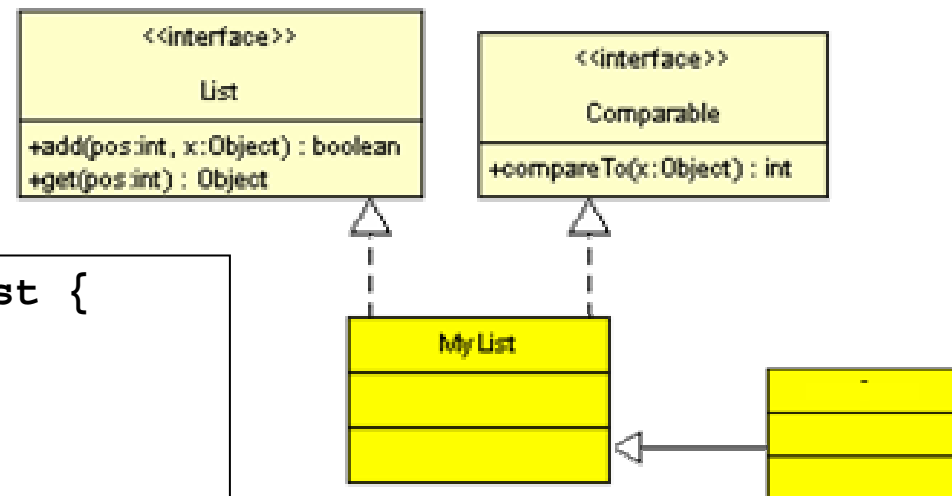 <<interface>>
List
+add(pos:int, x:Object) : boolean
+get(pos:int) : Object
<<interface>>
Comparable
+compareTo(x:Object) : int
st {
My List
-